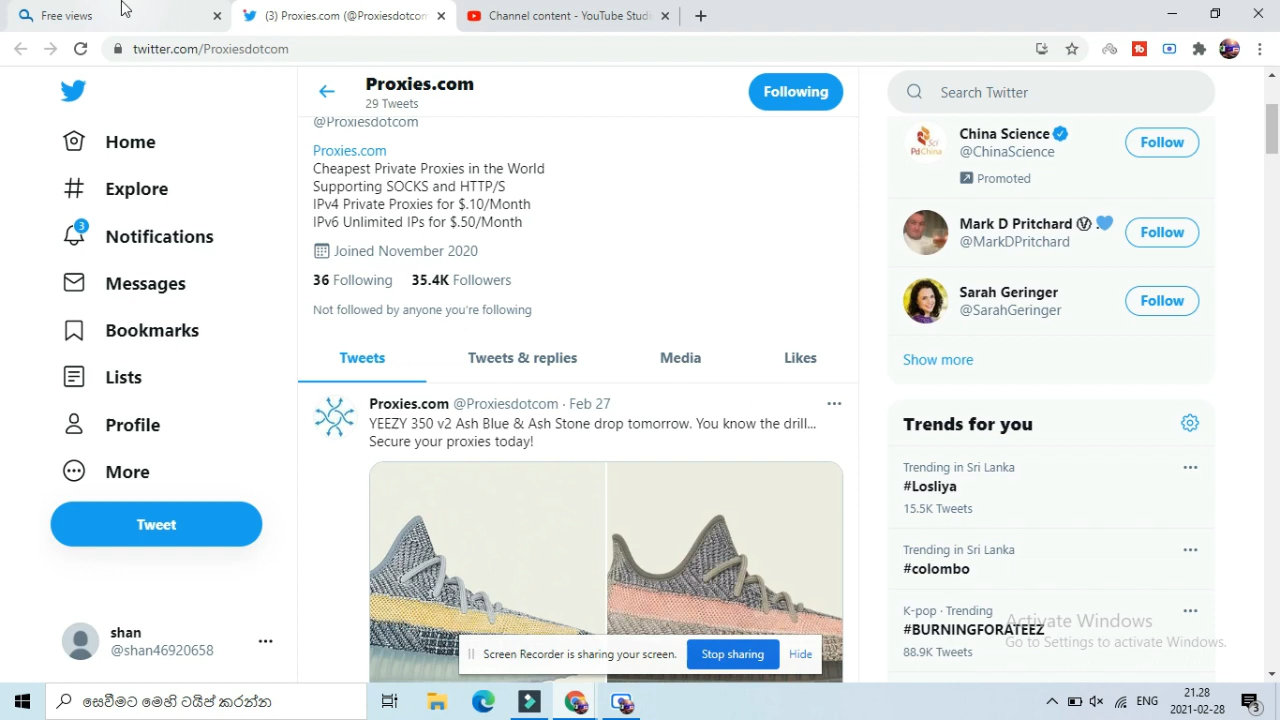 Free views
(3) Proxies.com (@Proxiesdotcom
Channel content - YouTube Studi
twitter.com/Proxiesdotcom
Home
Explore
3
Notifications
Messages
Bookmarks
Lists
Profile
More
Tweet
shan
@shan46920658
Proxies.com
29 Tweets
Following
@Proxiesdotcom
Proxies.com
Cheapest Private Proxies in the World
Supporting SOCKS and HTTP/S
IPv4 Private Proxies for $.10/Month
IPv6 Unlimited IPs for $.50/Month
Joined November 2020
36 Following 35.4K Followers
Not followed by anyone you're following
Tweets Tweets & replies Media Likes
Proxies.com @Proxiesdotcom · Feb 27
YEEZY 350 v2 Ash Blue & Ash Stone drop tomorrow. You know the drill...
Secure your proxies today!
Screen Recorder is sharing your screen. Stop sharing Hide
Search Twitter
China Science
@ChinaScience
Promoted
Follow
Mark D Pritchard
@MarkDPritchard
Follow
Sarah Geringer
@SarahGeringer
Follow
Show more
Trends for you
Trending in Sri Lanka
#Losliya
15.5K Tweets
Trending in Sri Lanka
#colombo
K-pop · Trending
#BURNINGFORATEEZ
88.9K Tweets
Activate Windows
Go to Settings to activate Windows.
සෙවීමට මෙහි ටයිප් කරන්න
ENG
21.28
2021-02-28
3